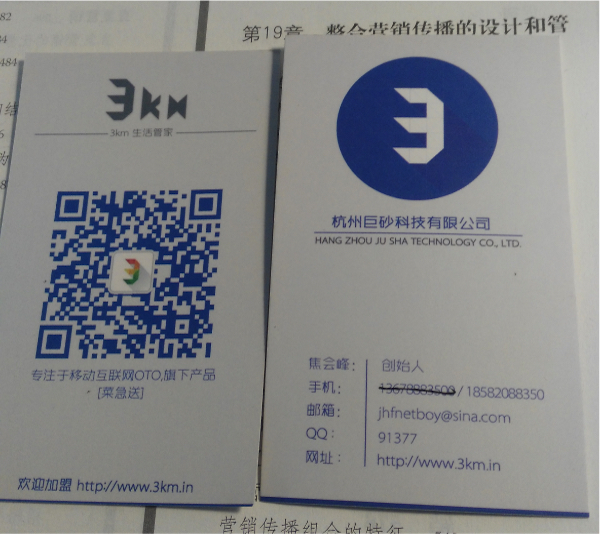 第19章 整合营销传播的设计和管
3km
3km 生活管家
专注于移动互联网OTO,旗下产品
[菜急送]
欢迎加盟 http://www.3km.in
3
杭州巨砂科技有限公司
HANG ZHOU JU SHA TECHNOLOGY CO., LTD.
焦会峰： 创始人
手机： 13678883500 / 18582088350
邮箱： jhfnetboy@sina.com
QQ： 91377
网址： http://www.3km.in
营销传播组合的特征